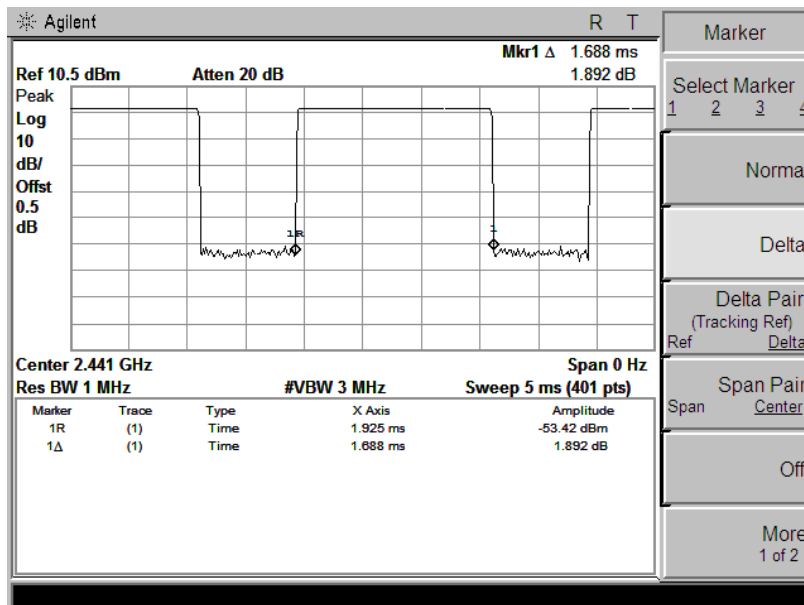 Agilent R T
Mkr1 Δ 1.688 ms
Ref 10.5 dBm Atten 20 dB 1.892 dB
Peak
Log
10
dB/
Offst
0.5
dB
1R
1
Center 2.441 GHz Span 0 Hz
Res BW 1 MHz #VBW 3 MHz Sweep 5 ms (401 pts)
Marker Trace Type X Axis Amplitude
1R (1) Time 1.925 ms -53.42 dBm
1Δ (1) Time 1.688 ms 1.892 dB
Marker
Select Marker
1 2 3 4
Norma
Delta
Delta Pair
(Tracking Ref)
Ref Delta
Span Pair
Span Center
Off
More
1 of 2